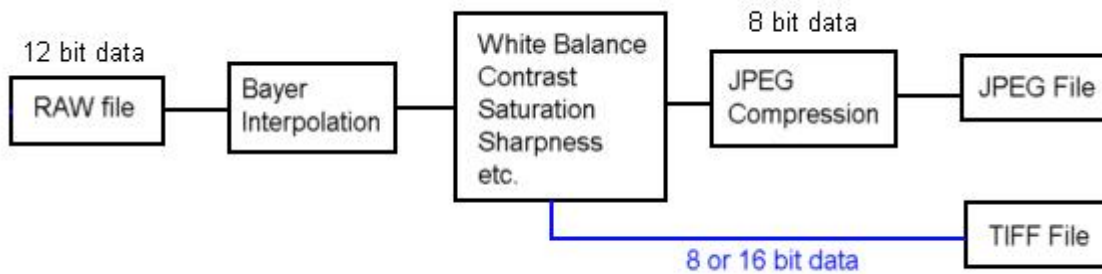 12 bit data
RAW file
Bayer
Interpolation
White Balance
Contrast
Saturation
Sharpness
etc.
8 bit data
JPEG
Compression
JPEG File
8 or 16 bit data
TIFF File